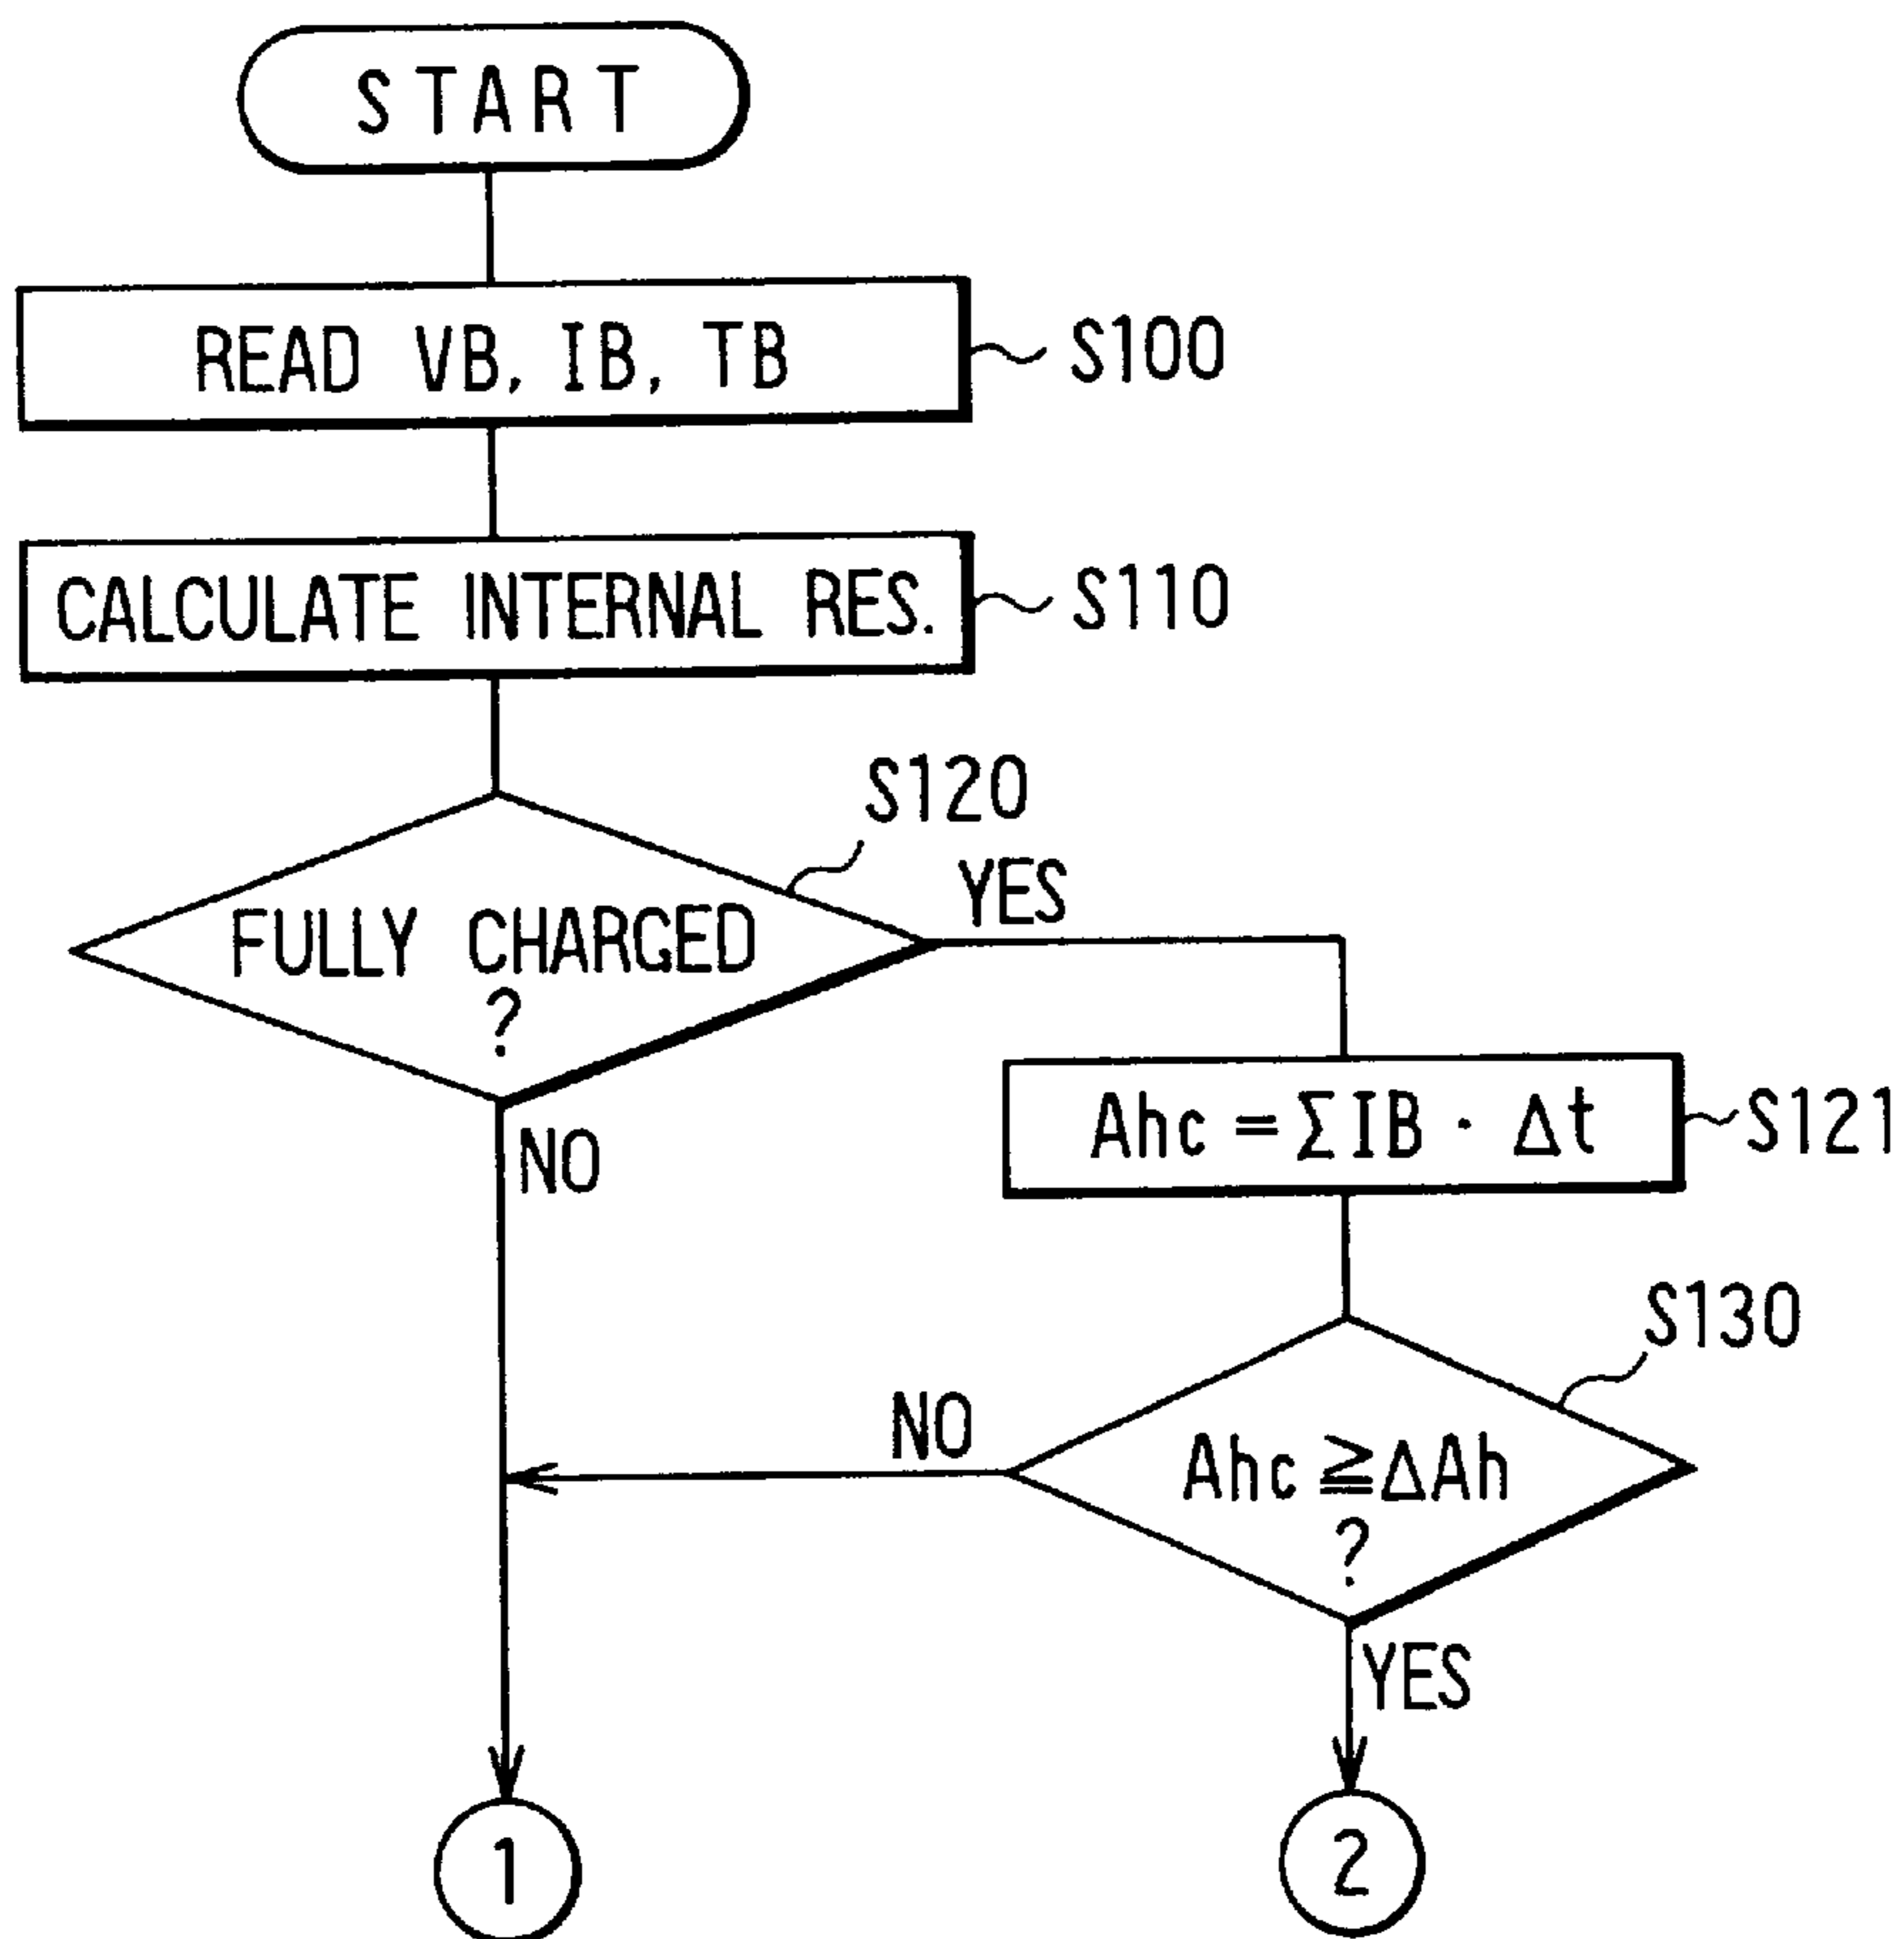 START
READ VB, IB, TB
S100
CALCULATE INTERNAL RES.
S110
S120
YES
FULLY CHARGED
?
NO
Ahc = ΣIB · Δt
S121
S130
NO
Ahc ≧ ΔAh
?
YES
1
2